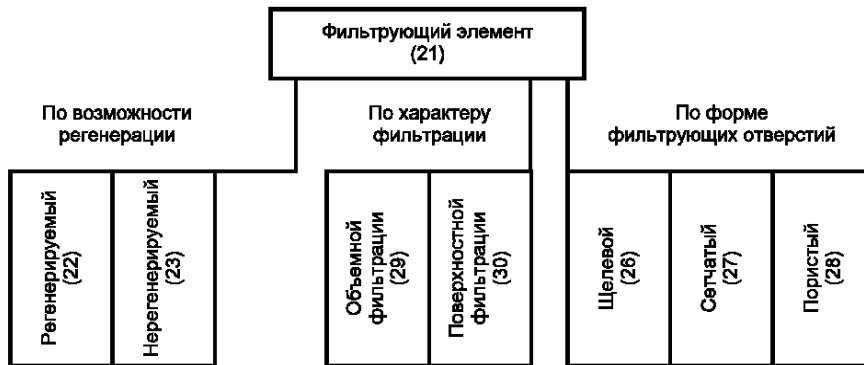 Фильтрующий элемент
(21)
По возможности
регенерации
По характеру
фильтрации
По форме
фильтрующих отверстий
Регенерируемый
(22)
Нерегенерируемый
(23)
Объемной
фильтрации
(29)
Поверхностной
фильтрации
(30)
Щелевой
(26)
Сетчатый
(27)
Пористый
(28)